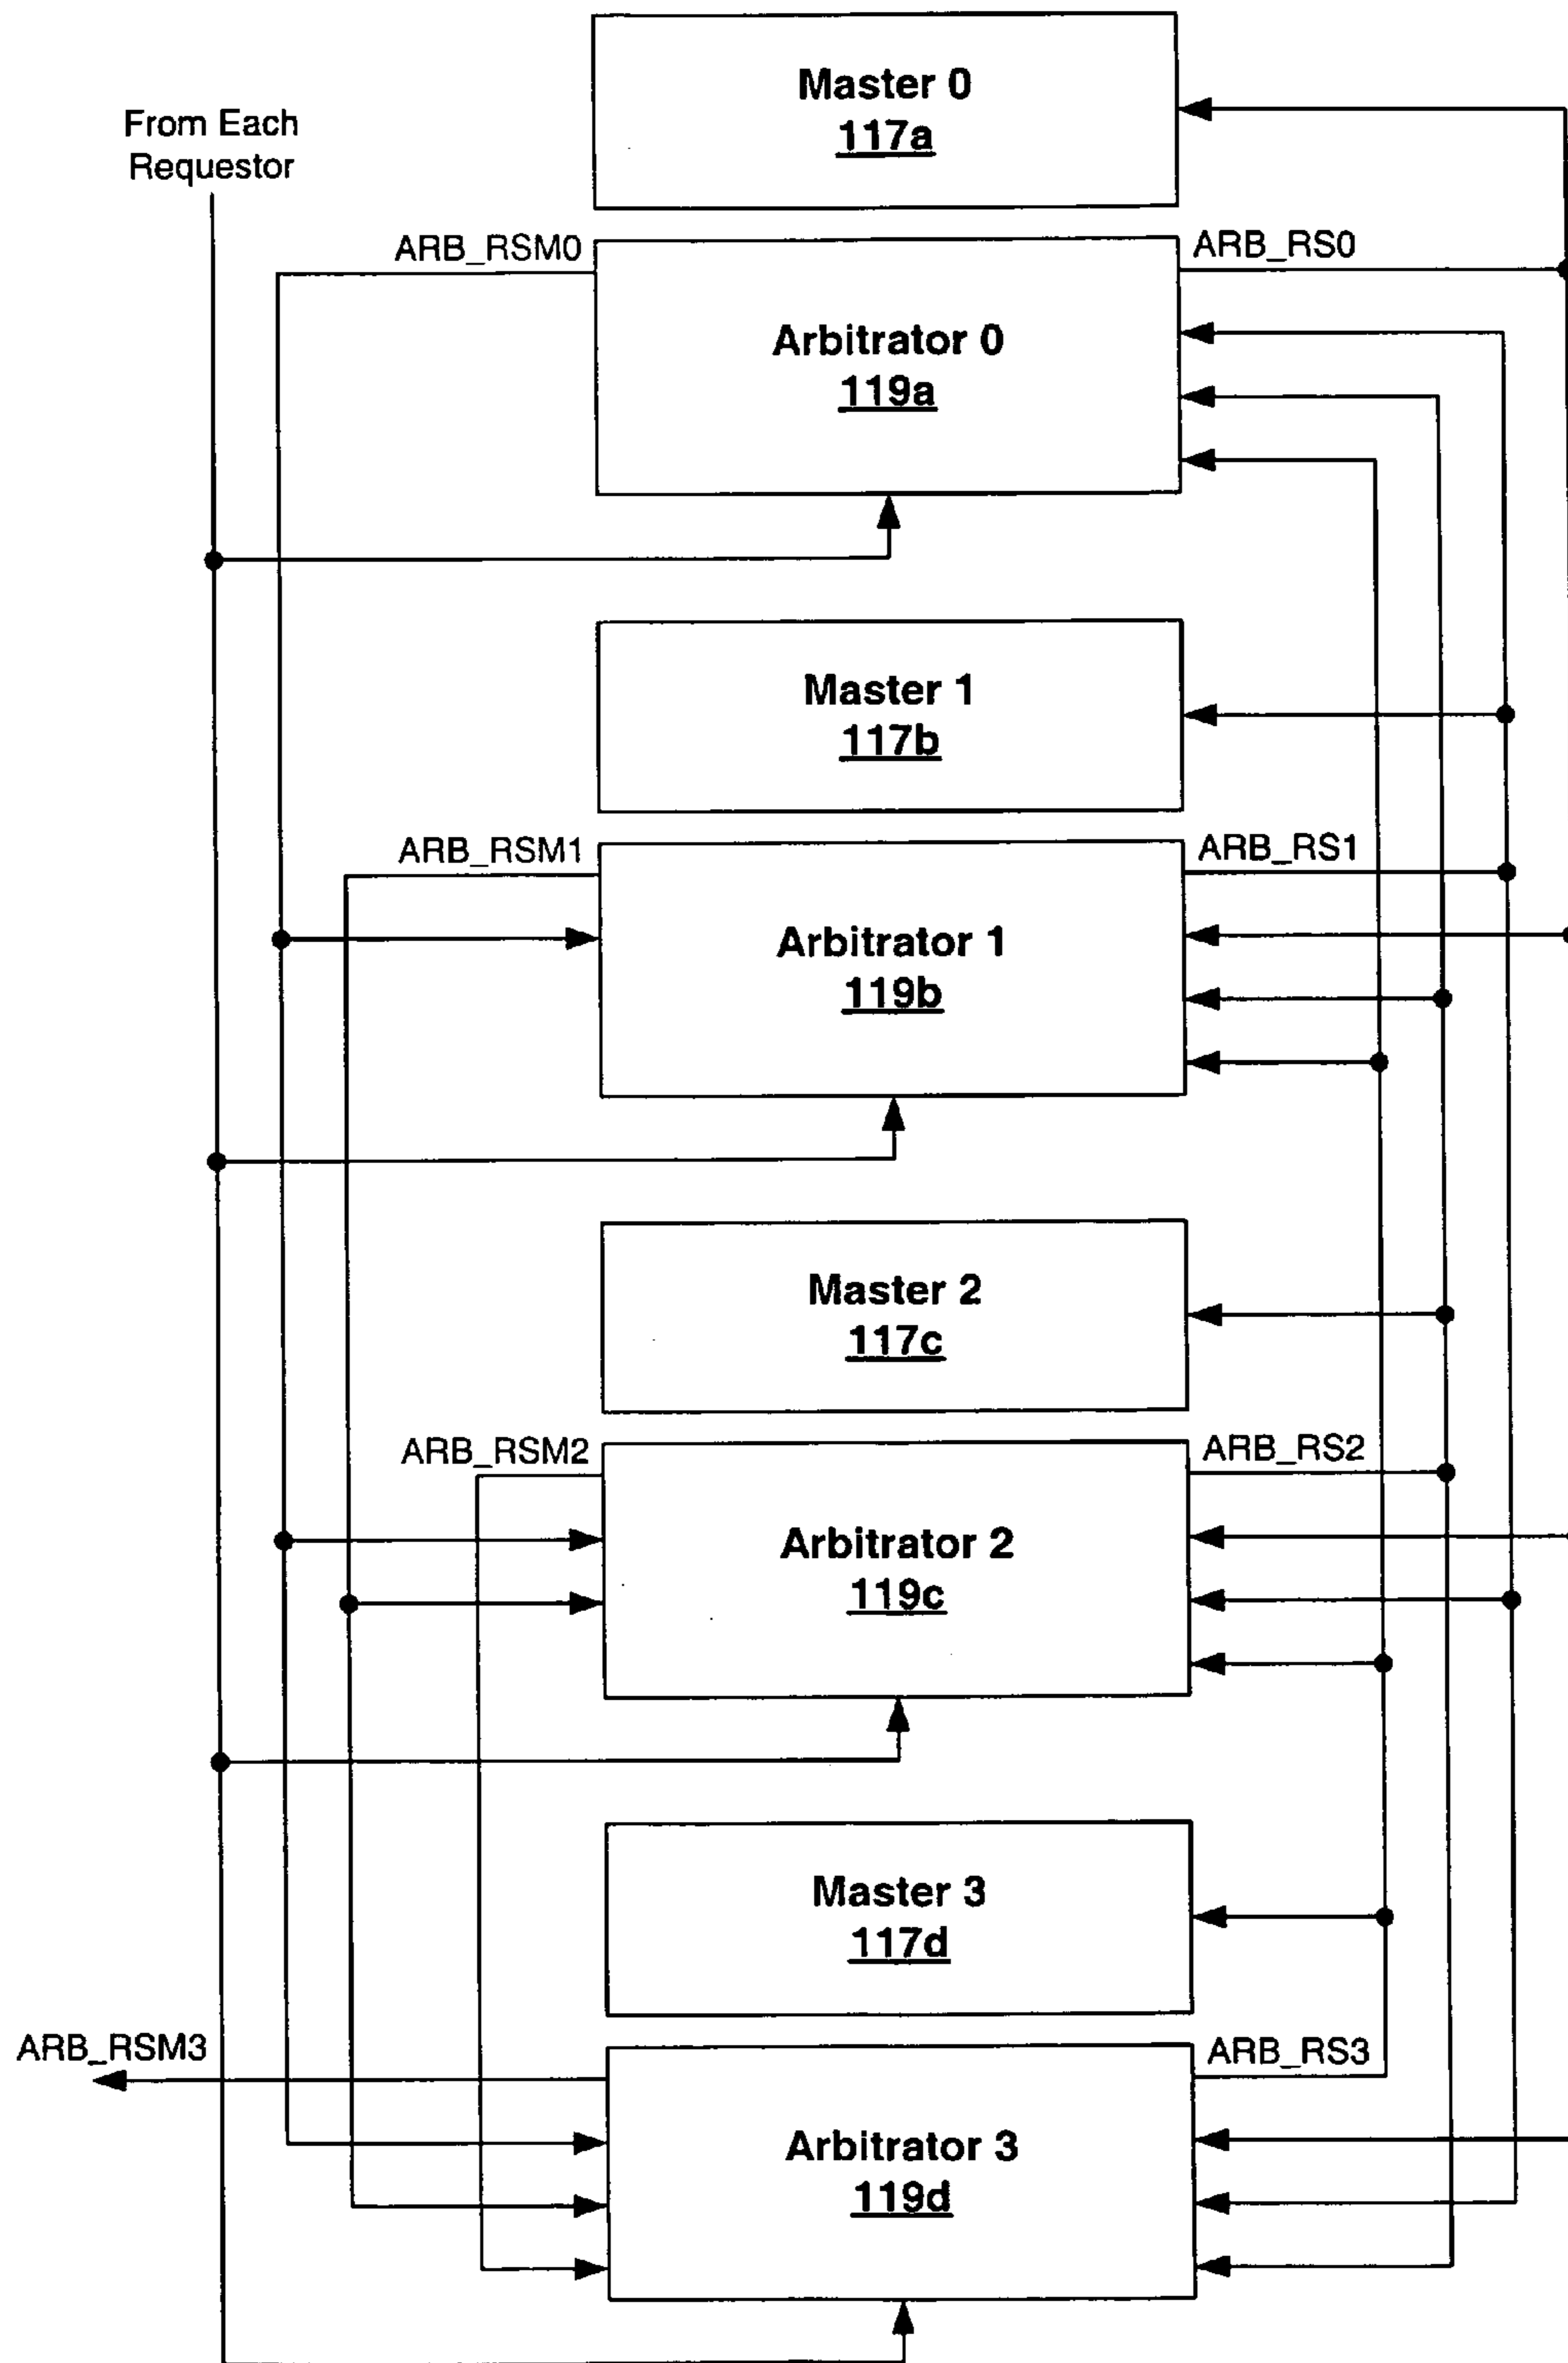 Master 0
117a
From Each
Requestor
ARB_RSM0
ARB_RS0
Arbitrator 0
119a
Master 1
117b
ARB_RSM1
ARB_RS1
Arbitrator 1
119b
Master 2
117c
ARB_RSM2
ARB_RS2
Arbitrator 2
119c
Master 3
117d
ARB_RSM3
ARB_RS3
Arbitrator 3
119d